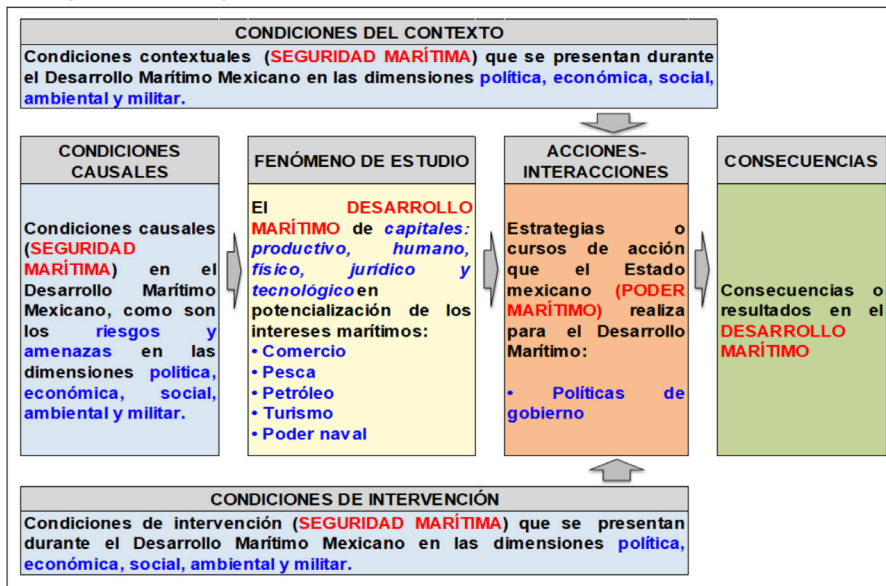 CONDICIONES DEL CONTEXTO
Condiciones contextuales (SEGURIDAD MARÍTIMA) que se presentan durante
el Desarrollo Marítimo Mexicano en las dimensiones política, económica, social,
ambiental y militar.
CONDICIONES
CAUSALES
Condiciones causales
(SEGURIDAD
MARÍTIMA) en el
Desarrollo Marítimo
Mexicano, como son
los riesgos y
amenazas en las
dimensiones politica,
económica, social,
ambiental y militar.
FENÓMENO DE ESTUDIO
El DESARROLLO
MARÍTIMO de capitales:
productivo, humano,
físico, jurídico y
tecnológico en
potencialización de los
intereses marítimos:
• Comercio
• Pesca
• Petróleo
• Turismo
• Poder naval
ACCIONES-
INTERACCIONES
Estrategias o
cursos de acción
que el Estado
mexicano (PODER
MARÍTIMO) realiza
para el Desarrollo
Marítimo:
• Políticas de
gobierno
CONSECUENCIAS
Consecuencias o
resultados en el
DESARROLLO
MARÍTIMO
CONDICIONES DE INTERVENCIÓN
Condiciones de intervención (SEGURIDAD MARÍTIMA) que se presentan
durante el Desarrollo Marítimo Mexicano en las dimensiones política,
económica, social, ambiental y militar.